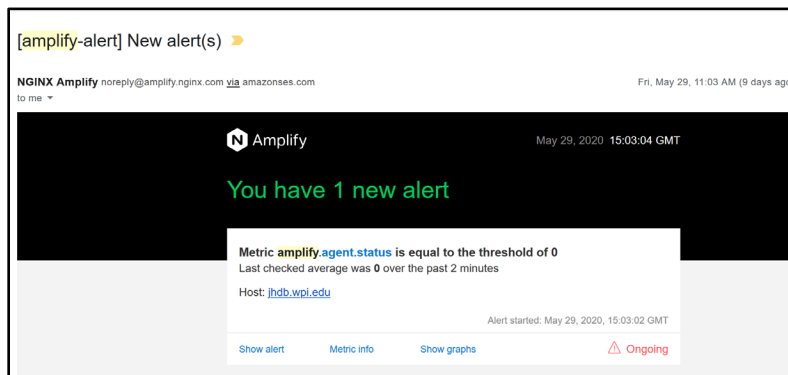 [amplify-alert] New alert(s)
NGINX Amplify noreply@amplify.nginx.com via amazonses.com Fri, May 29, 11:03 AM (9 days ago
to me
N Amplify May 29, 2020 15:03:04 GMT
You have 1 new alert
Metric amplify.agent.status is equal to the threshold of 0
Last checked average was 0 over the past 2 minutes
Host: jhdb.wpi.edu
Alert started: May 29, 2020, 15:03:02 GMT
Show alert Metric info Show graphs Ongoing